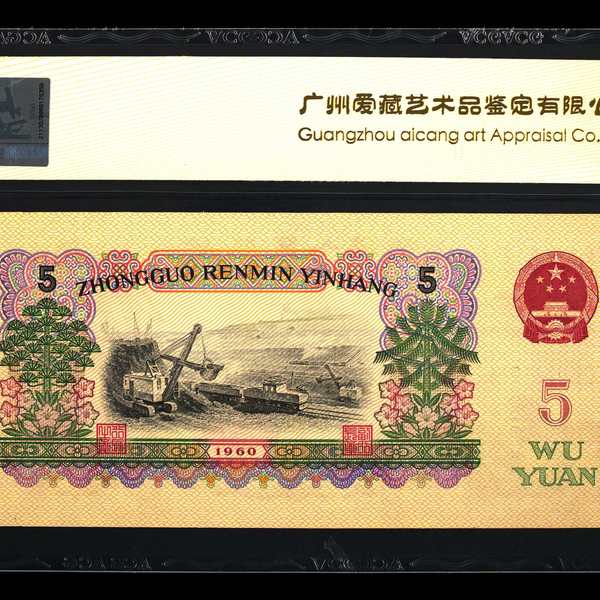 广州爱藏艺术品鉴定有限公
Guangzhou aicang art Appraisal Co.
5 ZHONGGUO RENMIN YINHANG 5
5
WU
YUAN
1960